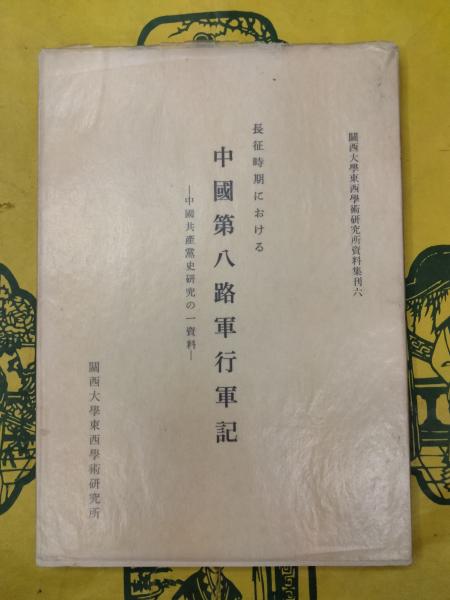 關西大學東西學術研究所資料集刊六
長征時期における
中國第八路軍行軍記
―中國共產黨史研究の一資料―
關西大學東西學術研究所